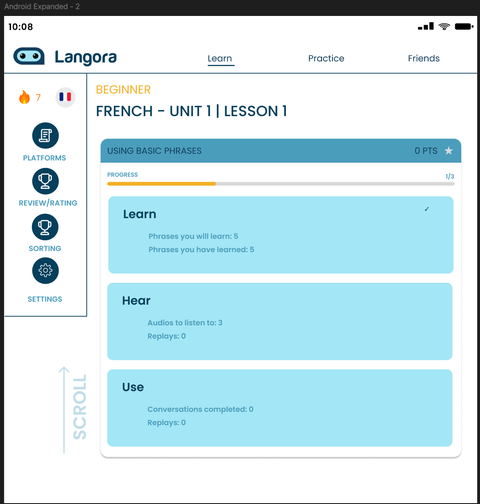 Android Expanded - 2
10:08
Langora
Learn
Practice
Friends
7
PLATFORMS
REVIEW/RATING
SORTING
SETTINGS
SCROLL
BEGINNER
FRENCH - UNIT 1 | LESSON 1
USING BASIC PHRASES
0 PTS
PROGRESS
1/3
Learn
Phrases you will learn: 5
Phrases you have learned: 5
Hear
Audios to listen to: 3
Replays: 0
Use
Conversations completed: 0
Replays: 0